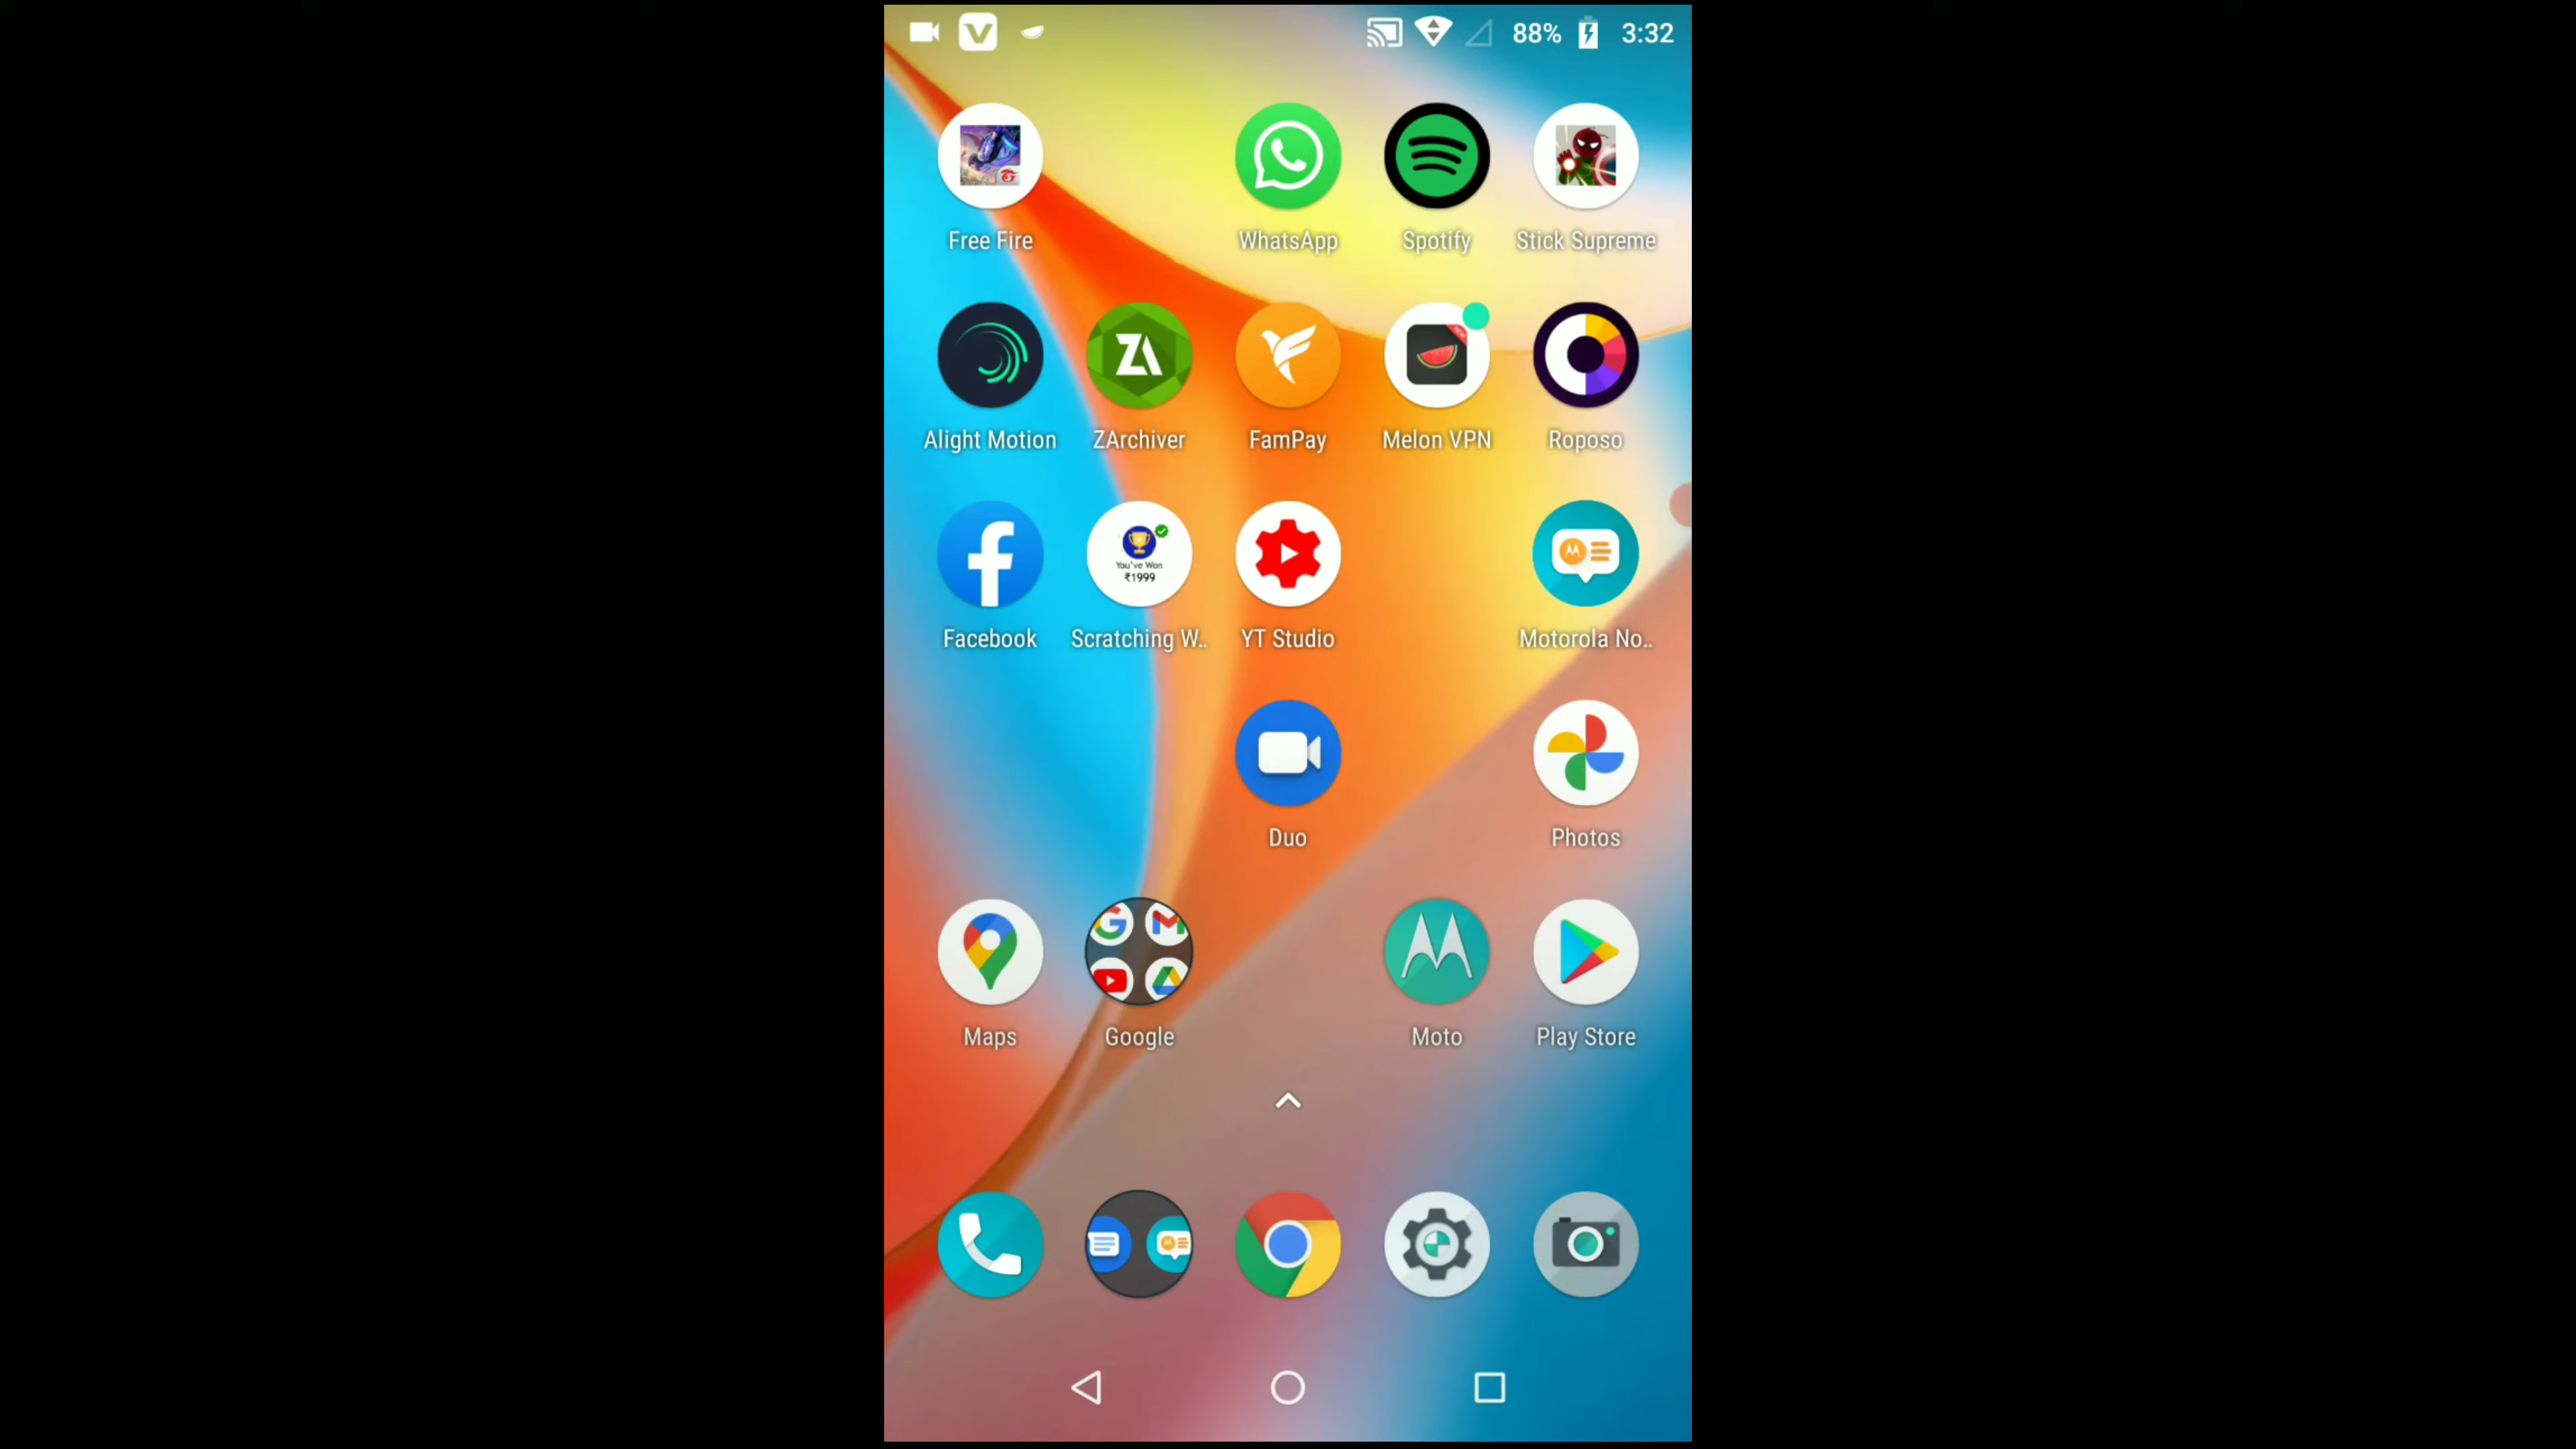 88% 3:32
Free Fire WhatsApp Spotify Stick Supreme
ZA
Alight Motion ZArchiver FamPay Melon VPN Roposo
You've Won
₹1999
Facebook Scratching W.. YT Studio Motorola No..
Duo Photos
Maps Google Moto Play Store